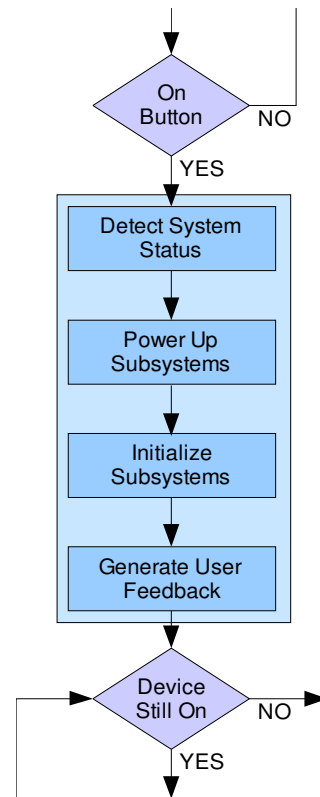 On
Button
NO
YES
Detect System
Status
Power Up
Subsystems
Initialize
Subsystems
Generate User
Feedback
Device
Still On
NO
YES